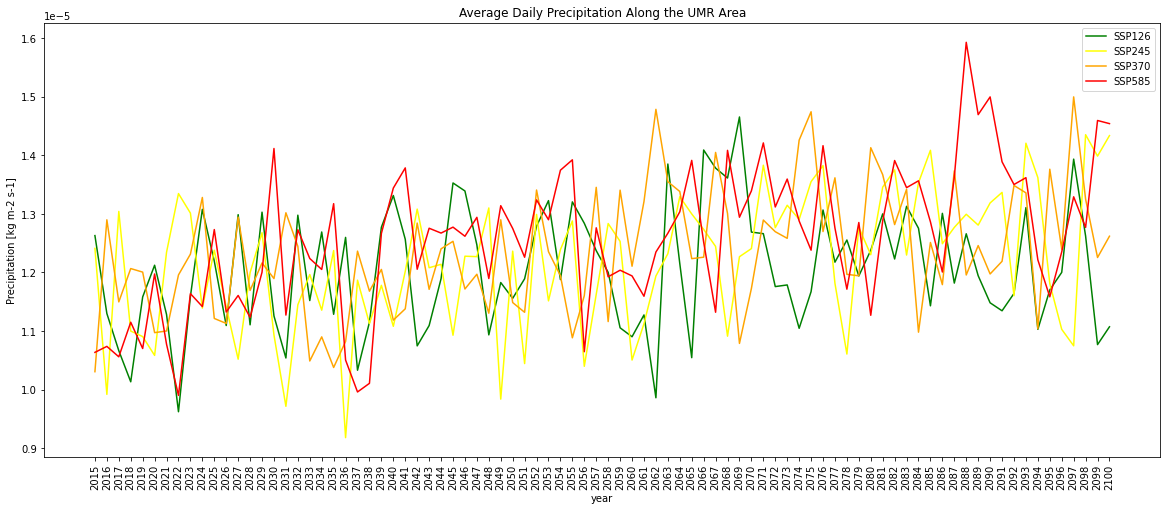 Average Daily Precipitation Along the UMR Area
1e−5
1.6
1.5
1.4
1.3
1.2
1.1
1.0
0.9
Precipitation [kg m-2 s-1]
SSP126
SSP245
SSP370
SSP585
2015 2016 2017 2018 2019 2020 2021 2022 2023 2024 2025 2026 2027 2028 2029 2030 2031 2032 2033 2034 2035 2036 2037 2038 2039 2040 2041 2042 2043 2044 2045 2046 2047 2048 2049 2050 2051 2052 2053 2054 2055 2056 2057 2058 2059 2060 2061 2062 2063 2064 2065 2066 2067 2068 2069 2070 2071 2072 2073 2074 2075 2076 2077 2078 2079 2080 2081 2082 2083 2084 2085 2086 2087 2088 2089 2090 2091 2092 2093 2094 2095 2096 2097 2098 2099 2100
year